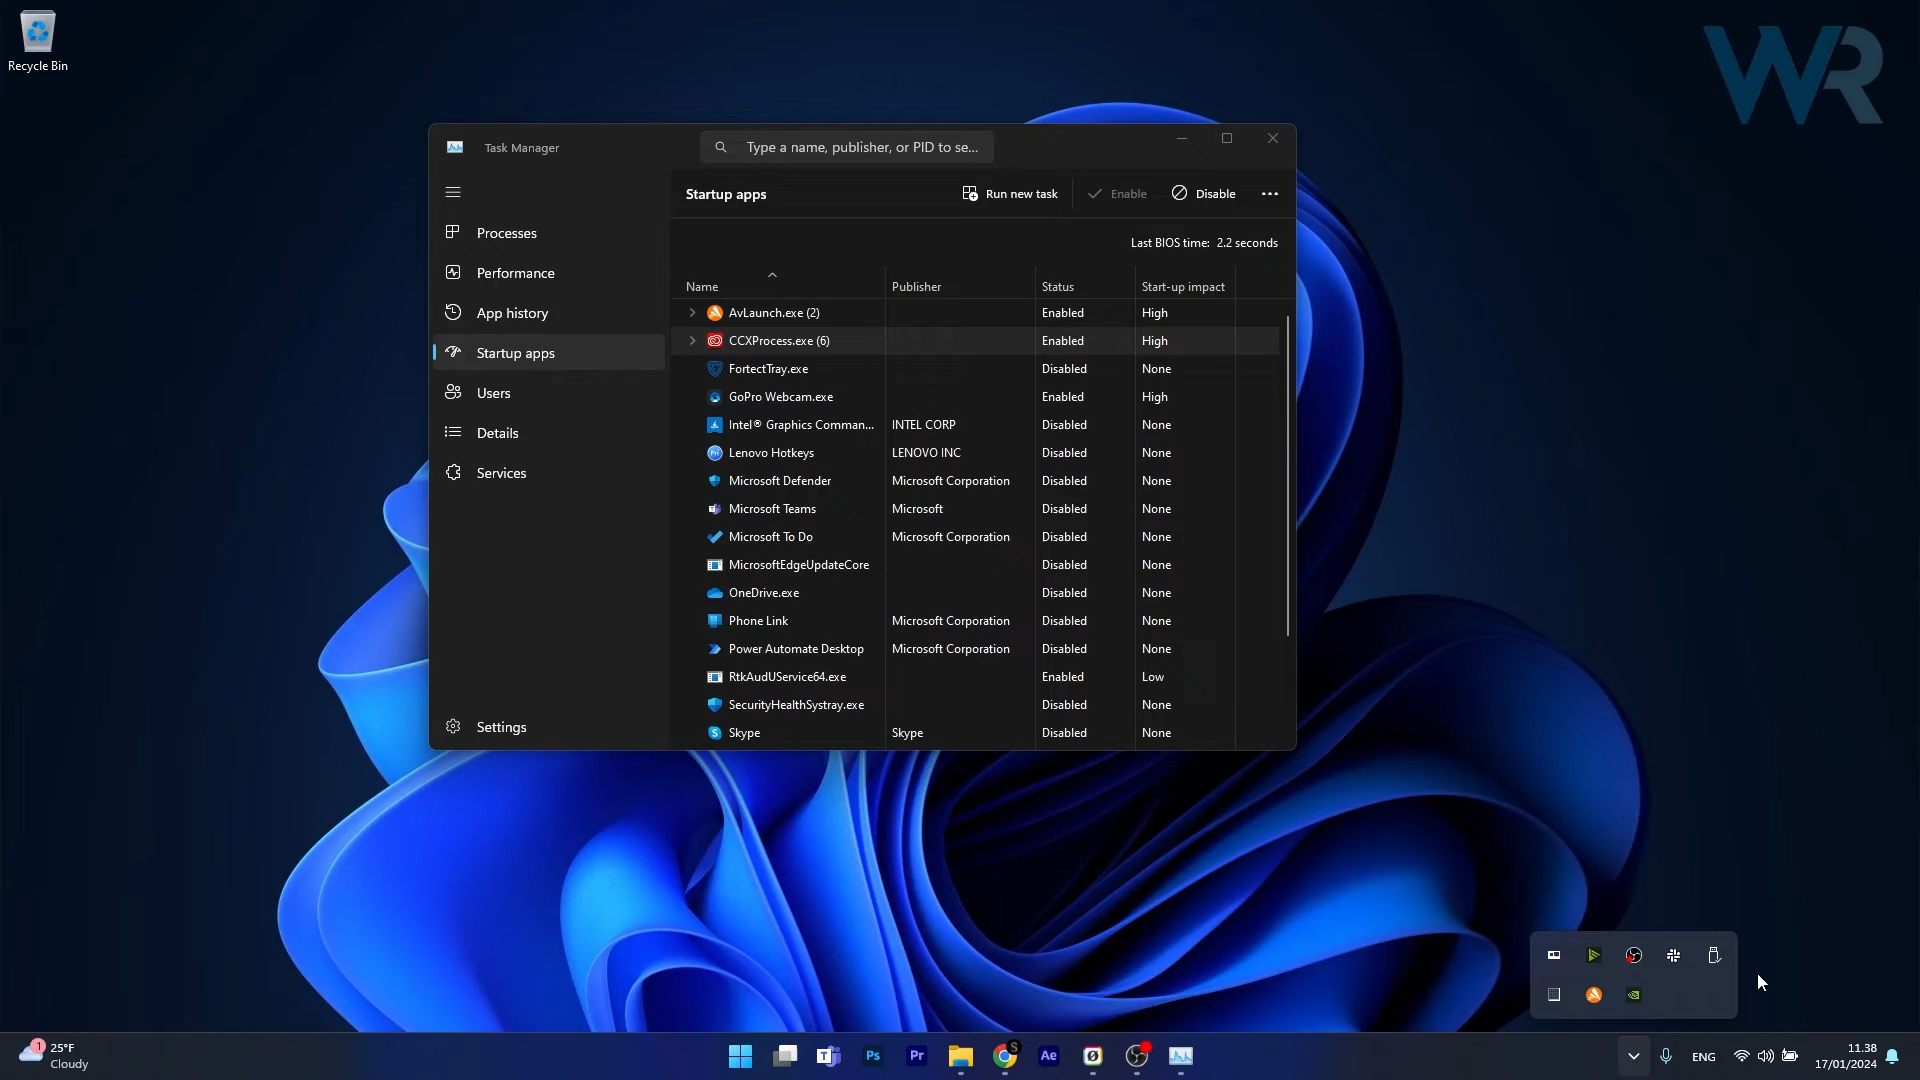 Recycle Bin
WR
Task Manager
Type a name, publisher, or PID to se...
Startup apps
Run new task
Enable
Disable
Last BIOS time: 2.2 seconds
Processes
Performance
App history
Startup apps
Users
Details
Services
Settings
Name Publisher Status Start-up impact
AvLaunch.exe (2) Enabled High
CCXProcess.exe (6) Enabled High
FortectTray.exe Disabled None
GoPro Webcam.exe Enabled High
Intel® Graphics Comman... INTEL CORP Disabled None
Lenovo Hotkeys LENOVO INC Disabled None
Microsoft Defender Microsoft Corporation Disabled None
Microsoft Teams Microsoft Disabled None
Microsoft To Do Microsoft Corporation Disabled None
MicrosoftEdgeUpdateCore Disabled None
OneDrive.exe Disabled None
Phone Link Microsoft Corporation Disabled None
Power Automate Desktop Microsoft Corporation Disabled None
RtkAudUService64.exe Enabled Low
SecurityHealthSystray.exe Disabled None
Skype Skype Disabled None
1
25°F
Cloudy
Ps
Pr
S
Ae
ENG
11.38
17/01/2024